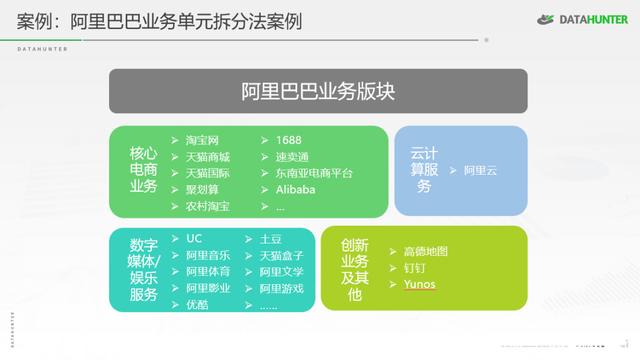 案例：阿里巴巴业务单元拆分法案例
DATAHUNTER
DATAHUNTER
阿里巴巴业务版块
核心
电商
业务
➢ 淘宝网
➢ 天猫商城
➢ 天猫国际
➢ 聚划算
➢ 农村淘宝
➢ 1688
➢ 速卖通
➢ 东南亚电商平台
➢ Alibaba
➢ ...
云计
算服
务
➢ 阿里云
数字
媒体/
娱乐
服务
➢ UC
➢ 阿里音乐
➢ 阿里体育
➢ 阿里影业
➢ 优酷
➢ 土豆
➢ 天猫盒子
➢ 阿里文学
➢ 阿里游戏
➢ ......
创新
业务
及其
他
➢ 高德地图
➢ 钉钉
➢ Yunos
DATAHUNTER